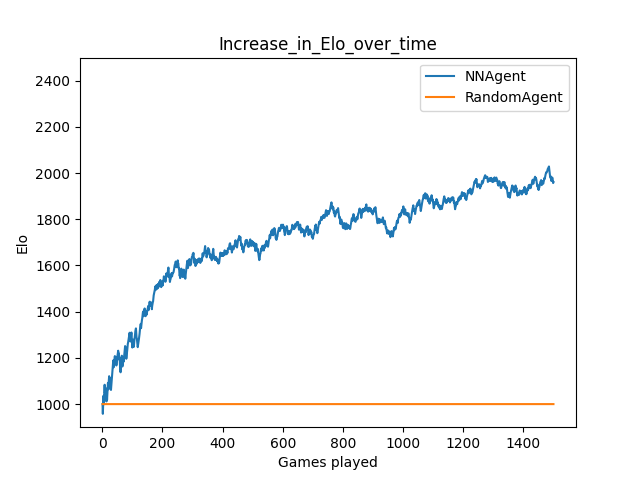 Increase_in_Elo_over_time
NNAgent
RandomAgent
2400
2200
2000
1800
1600
1400
1200
1000
Elo
0 200 400 600 800 1000 1200 1400
Games played